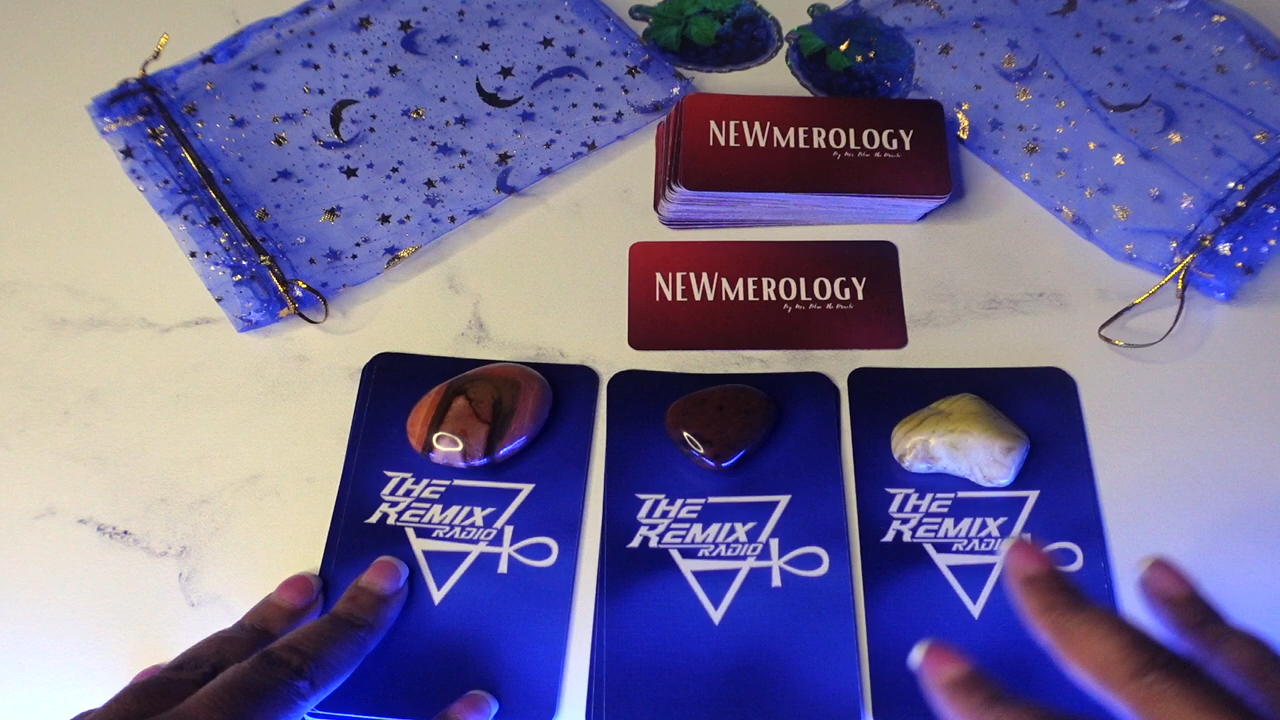 NEWMEROLOGY
NEWMEROLOGY
THE
REMIX
RADIO
THE
REMIX
RADIO
THE
REMIX
RADIO